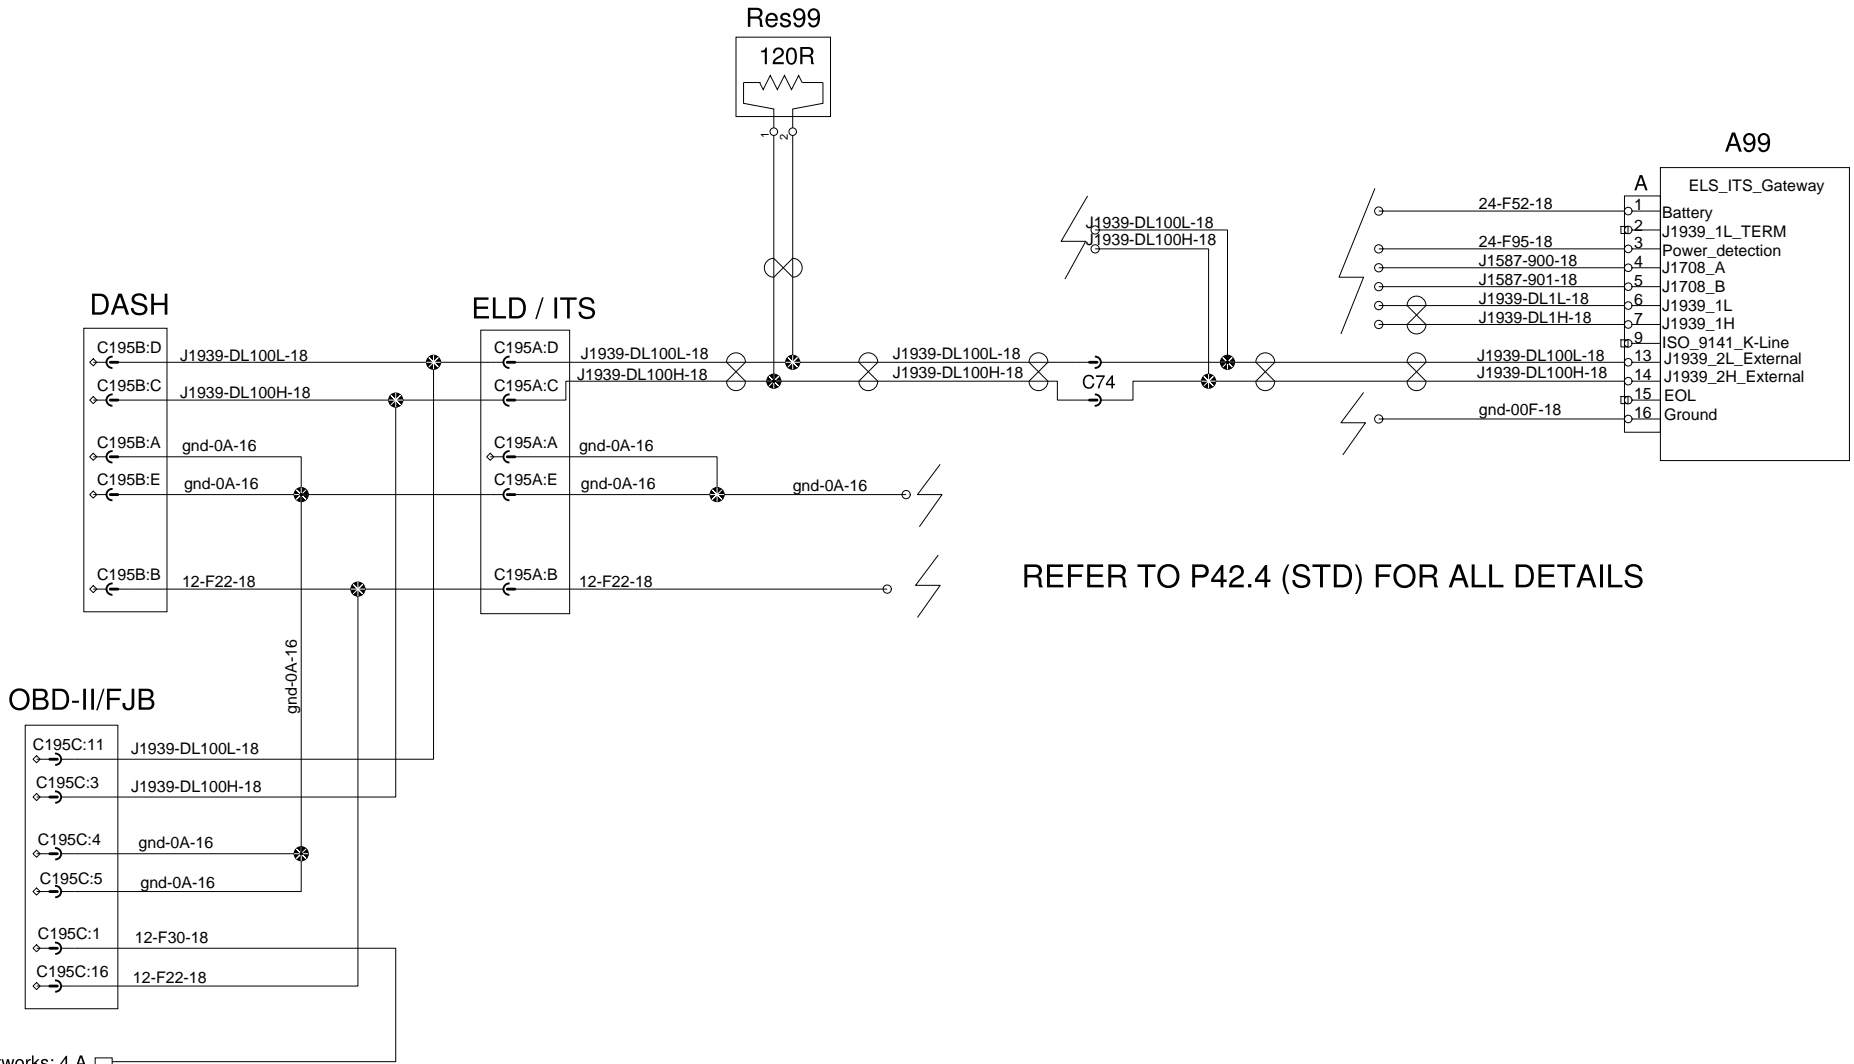 Res99
120R
1
2
A99
A
ELS_ITS_Gateway
24-F52-18
1
Battery
2
J1939_1L_TERM
24-F95-18
3
Power_detection
J1587-900-18
4
J1708_A
J1587-901-18
5
J1708_B
J1939-DL1L-18
6
J1939_1L
J1939-DL1H-18
7
J1939_1H
9
ISO_9141_K-Line
J1939-DL100L-18
13
J1939_2L_External
J1939-DL100H-18
14
J1939_2H_External
15
EOL
gnd-00F-18
16
Ground
J1939-DL100L-18
J1939-DL100H-18
DASH
C195B:D
J1939-DL100L-18
C195B:C
J1939-DL100H-18
C195B:A
gnd-0A-16
C195B:E
gnd-0A-16
C195B:B
12-F22-18
ELD / ITS
C195A:D
J1939-DL100L-18
J1939-DL100L-18
C195A:C
J1939-DL100H-18
J1939-DL100H-18
C74
C195A:A
gnd-0A-16
C195A:E
gnd-0A-16
gnd-0A-16
C195A:B
12-F22-18
REFER TO P42.4 (STD) FOR ALL DETAILS
gnd-0A-16
OBD-II/FJB
C195C:11
J1939-DL100L-18
C195C:3
J1939-DL100H-18
C195C:4
gnd-0A-16
C195C:5
gnd-0A-16
C195C:1
12-F30-18
C195C:16
12-F22-18
works: 4.A